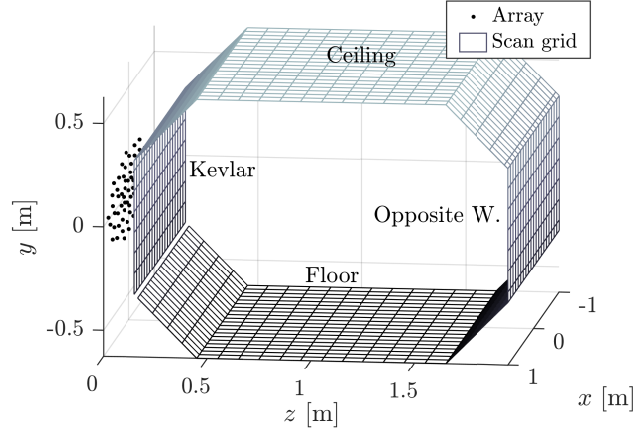 Array
Scan grid
Ceiling
0.5
Kevlar
Opposite W.
0
y [m]
Floor
-0.5
-1
0
1
x [m]
0
0.5
1
1.5
z [m]